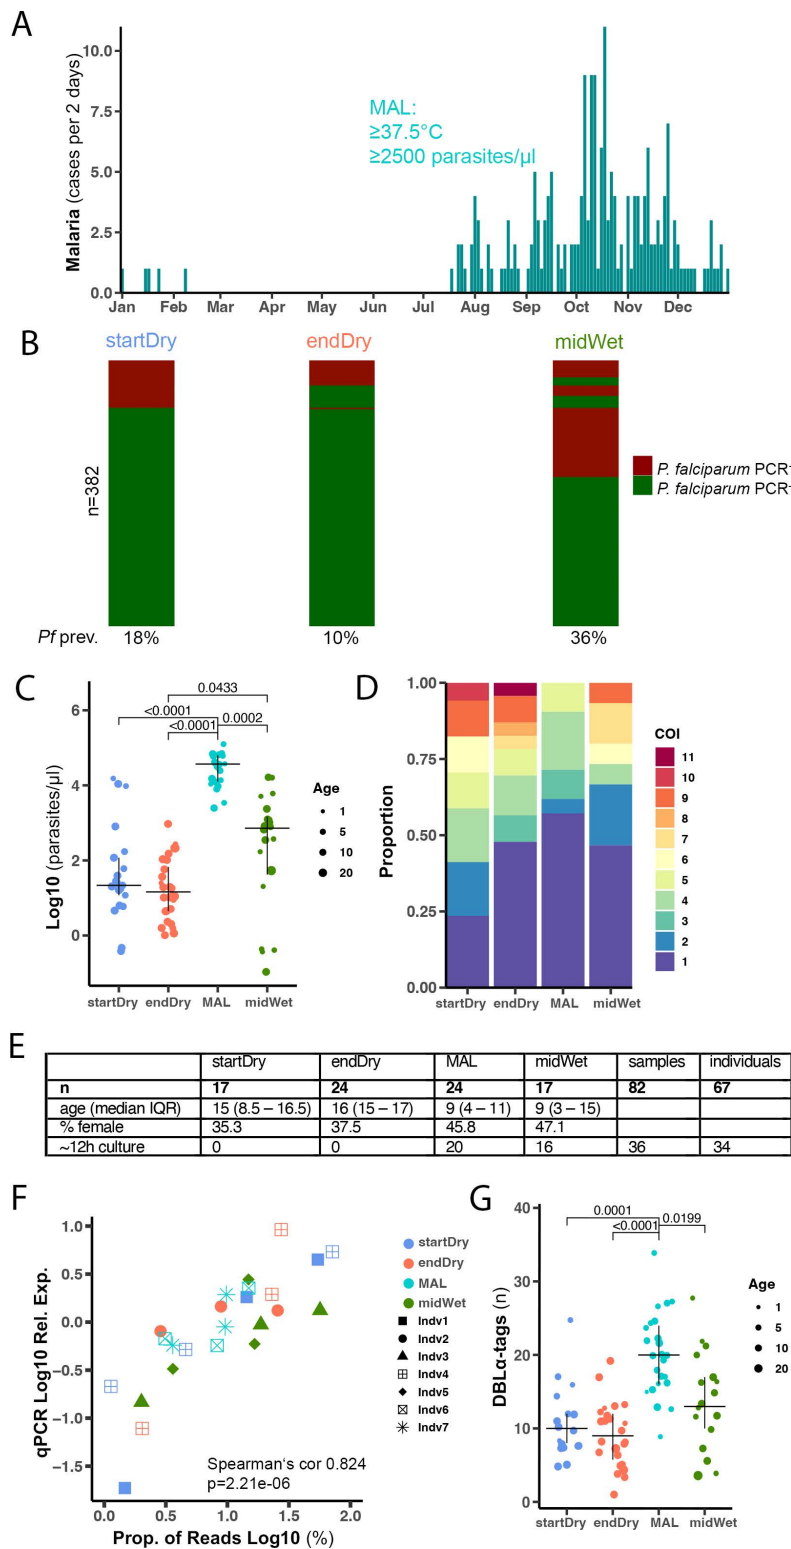 A
Malaria (cases per 2 days)
10.0
7.5
5.0
2.5
0.0
MAL:
≥37.5°C
≥2500 parasites/µl
Jan Feb Mar Apr May Jun Jul Aug Sep Oct Nov Dec
B
startDry endDry midWet
n=382
P. falciparum PCR
P. falciparum PCR
Pf prev. 18% 10% 36%
C
Log10 (parasites/µl)
6
4
2
0
0.0433
<0.0001
<0.0001 0.0002
Age
1
5
10
20
startDry endDry MAL midWet
D
Proportion
1.00
0.75
0.50
0.25
0.00
COI
11
10
9
8
7
6
5
4
3
2
1
startDry endDry MAL midWet
E
startDry endDry MAL midWet samples individuals
n 17 24 24 17 82 67
age (median IQR) 15 (8.5 – 16.5) 16 (15 – 17) 9 (4 – 11) 9 (3 – 15)
% female 35.3 37.5 45.8 47.1
~12h culture 0 0 20 16 36 34
F
qPCR Log10 Rel. Exp.
1.0
0.5
0.0
−0.5
−1.0
−1.5
Spearman‘s cor 0.824
p=2.21e-06
0.0 0.5 1.0 1.5 2.0
Prop. of Reads Log10 (%)
startDry
endDry
MAL
midWet
Indv1
Indv2
Indv3
Indv4
Indv5
Indv6
Indv7
G
DBLα-tags (n)
40
30
20
10
0
0.0001
<0.0001 0.0199
Age
1
5
10
20
startDry endDry MAL midWet